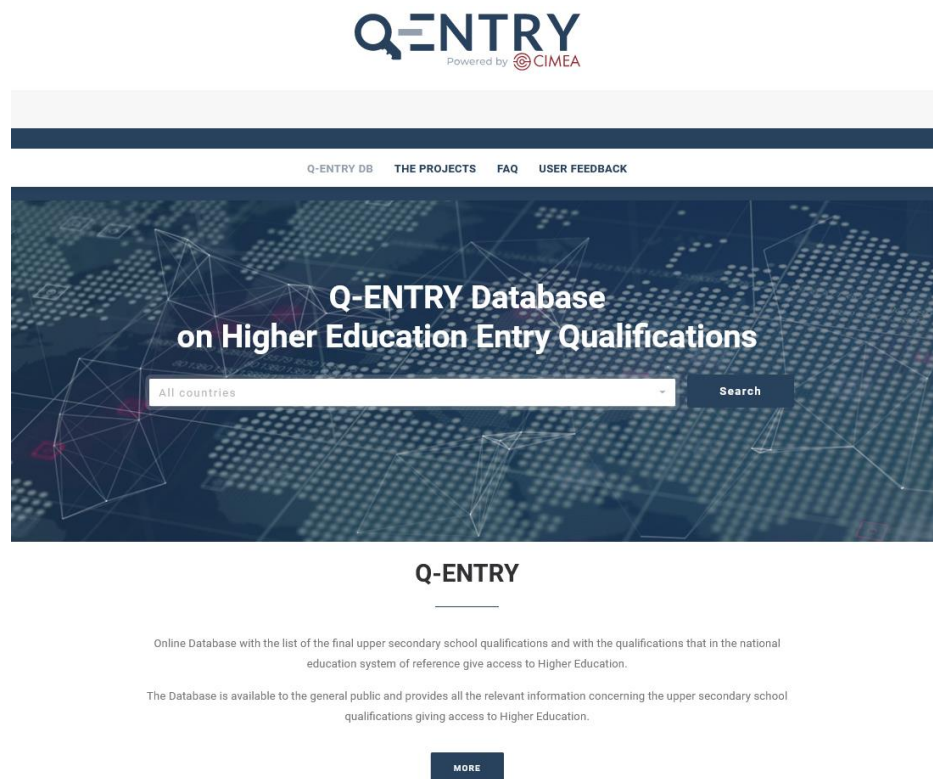 Q-ENTRY
Powered by CIMEA
Q-ENTRY DB THE PROJECTS FAQ USER FEEDBACK
Q-ENTRY Database
on Higher Education Entry Qualifications
All countries
Search
Q-ENTRY
Online Database with the list of the final upper secondary school qualifications and with the qualifications that in the national
education system of reference give access to Higher Education.
The Database is available to the general public and provides all the relevant information concerning the upper secondary school
qualifications giving access to Higher Education.
MORE